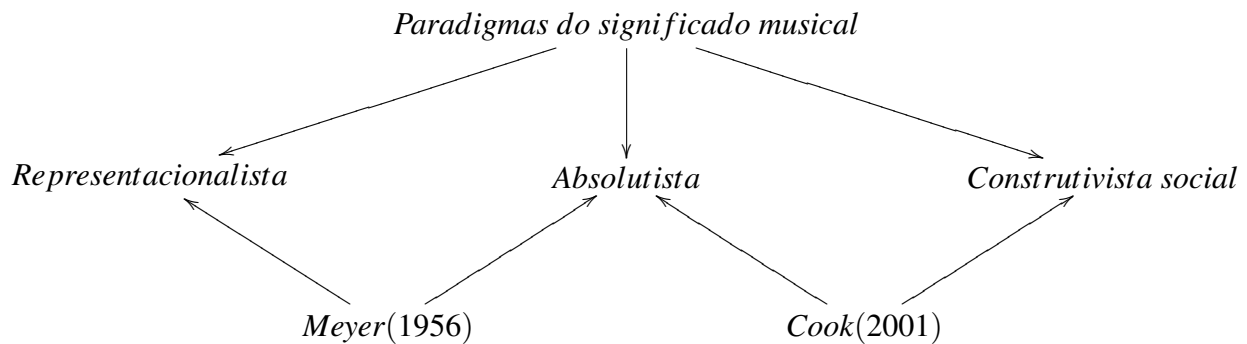 Paradigmas do significado musical
Representacionalista Absolutista Construtivista social
Meyer(1956) Cook(2001)